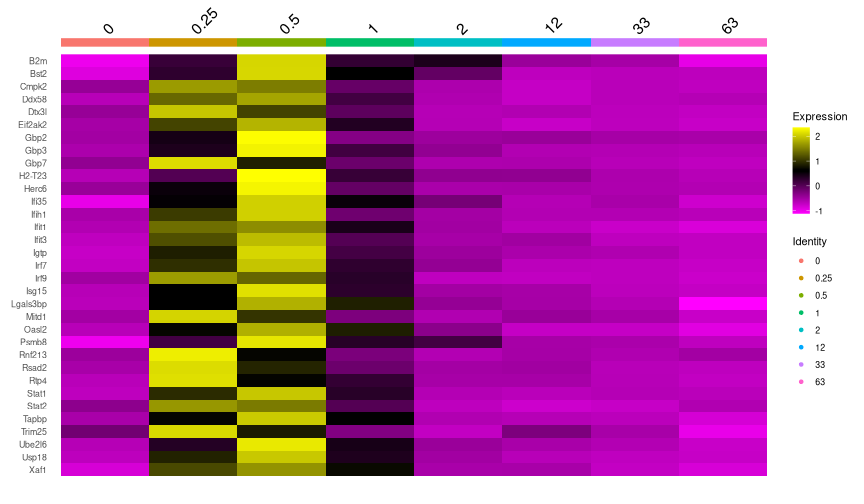 0 0.25 0.5 1 2 12 33 63
B2m
Bst2
Cmpk2
Ddx58
Dtx3l
Eif2ak2
Gbp2
Gbp3
Gbp7
H2-T23
Herc6
Ifi35
Ifih1
Ifit1
Ifit3
Igtp
Irf7
Irf9
Isg15
Lgals3bp
Mitd1
Oasl2
Psmb8
Rnf213
Rsad2
Rtp4
Stat1
Stat2
Tapbp
Trim25
Ube2l6
Usp18
Xaf1
Expression
2
1
0
-1
Identity
0
0.25
0.5
1
2
12
33
63